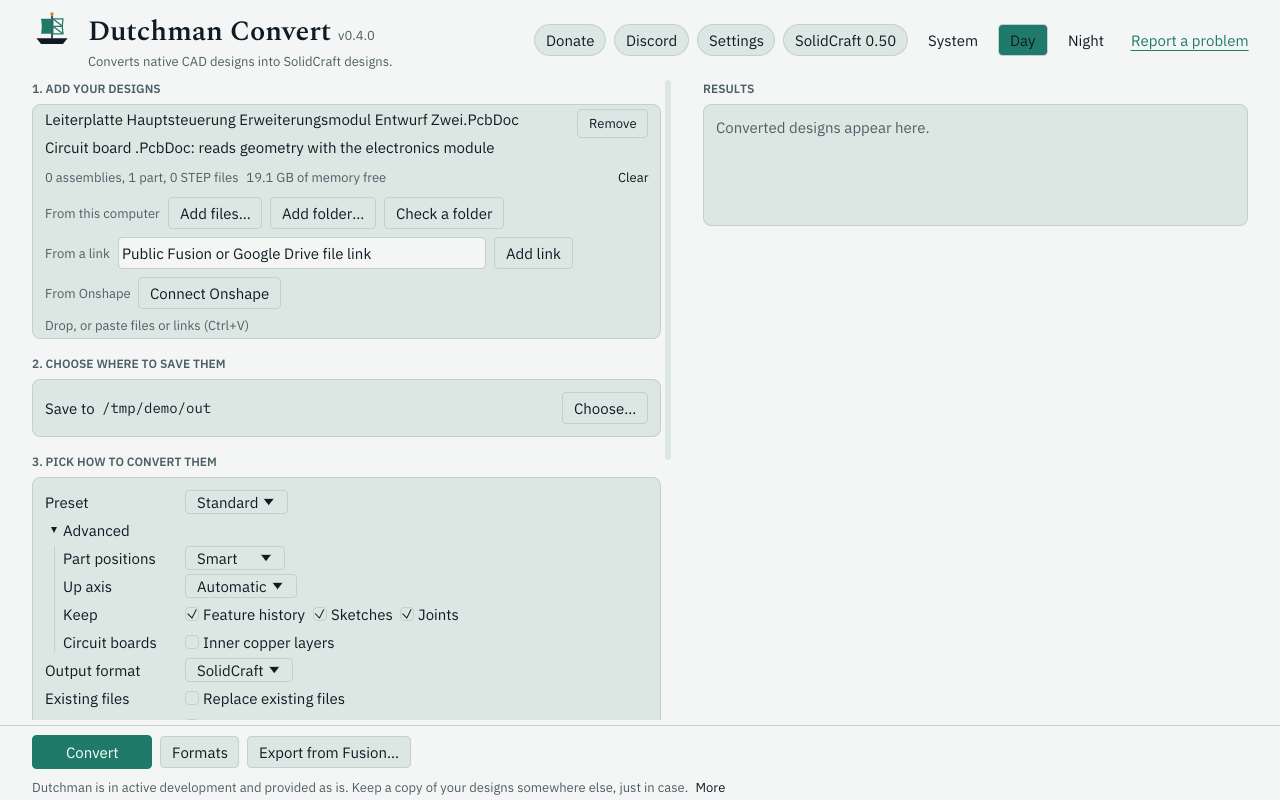 Dutchman Convert v0.4.0
Converts native CAD designs into SolidCraft designs.
Donate Discord Settings SolidCraft 0.50 System Day Night Report a problem
1. ADD YOUR DESIGNS
Leiterplatte Hauptsteuerung Erweiterungsmodul Entwurf Zwei.PcbDoc Remove
Circuit board .PcbDoc: reads geometry with the electronics module
0 assemblies, 1 part, 0 STEP files 19.1 GB of memory free Clear
From this computer Add files... Add folder... Check a folder
From a link Public Fusion or Google Drive file link Add link
From Onshape Connect Onshape
Drop, or paste files or links (Ctrl+V)
2. CHOOSE WHERE TO SAVE THEM
Save to /tmp/demo/out Choose...
3. PICK HOW TO CONVERT THEM
Preset Standard
Advanced
Part positions Smart
Up axis Automatic
Keep Feature history Sketches Joints
Circuit boards Inner copper layers
Output format SolidCraft
Existing files Replace existing files
RESULTS
Converted designs appear here.
Convert Formats Export from Fusion...
Dutchman is in active development and provided as is. Keep a copy of your designs somewhere else, just in case. More